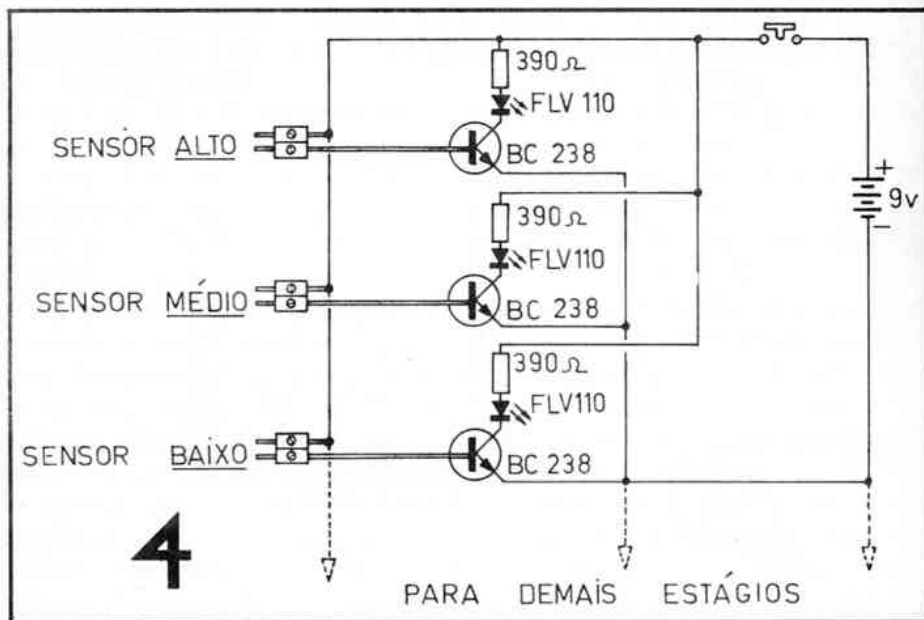 390Ω
FLV 110
SENSOR ALTO
BC 238
+
9v
-
390Ω
FLV110
SENSOR MÉDIO
BC 238
390Ω
FLV110
SENSOR BAIXO
BC 238
4
PARA DEMAIS ESTÁGIOS